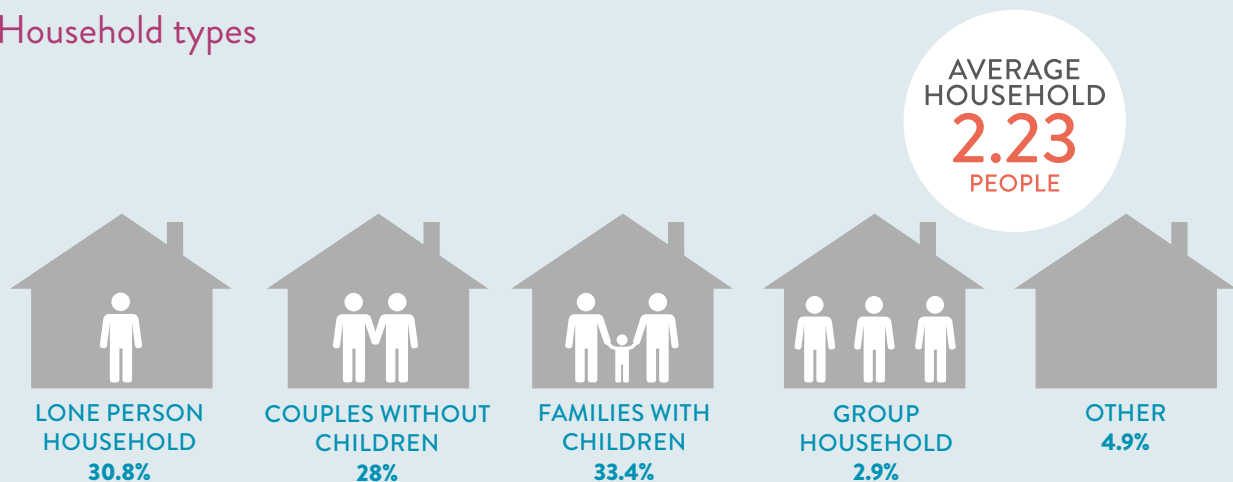 Household types
AVERAGE
HOUSEHOLD
2.23
PEOPLE
LONE PERSON
HOUSEHOLD
30.8%
COUPLES WITHOUT
CHILDREN
28%
FAMILIES WITH
CHILDREN
33.4%
GROUP
HOUSEHOLD
2.9%
OTHER
4.9%